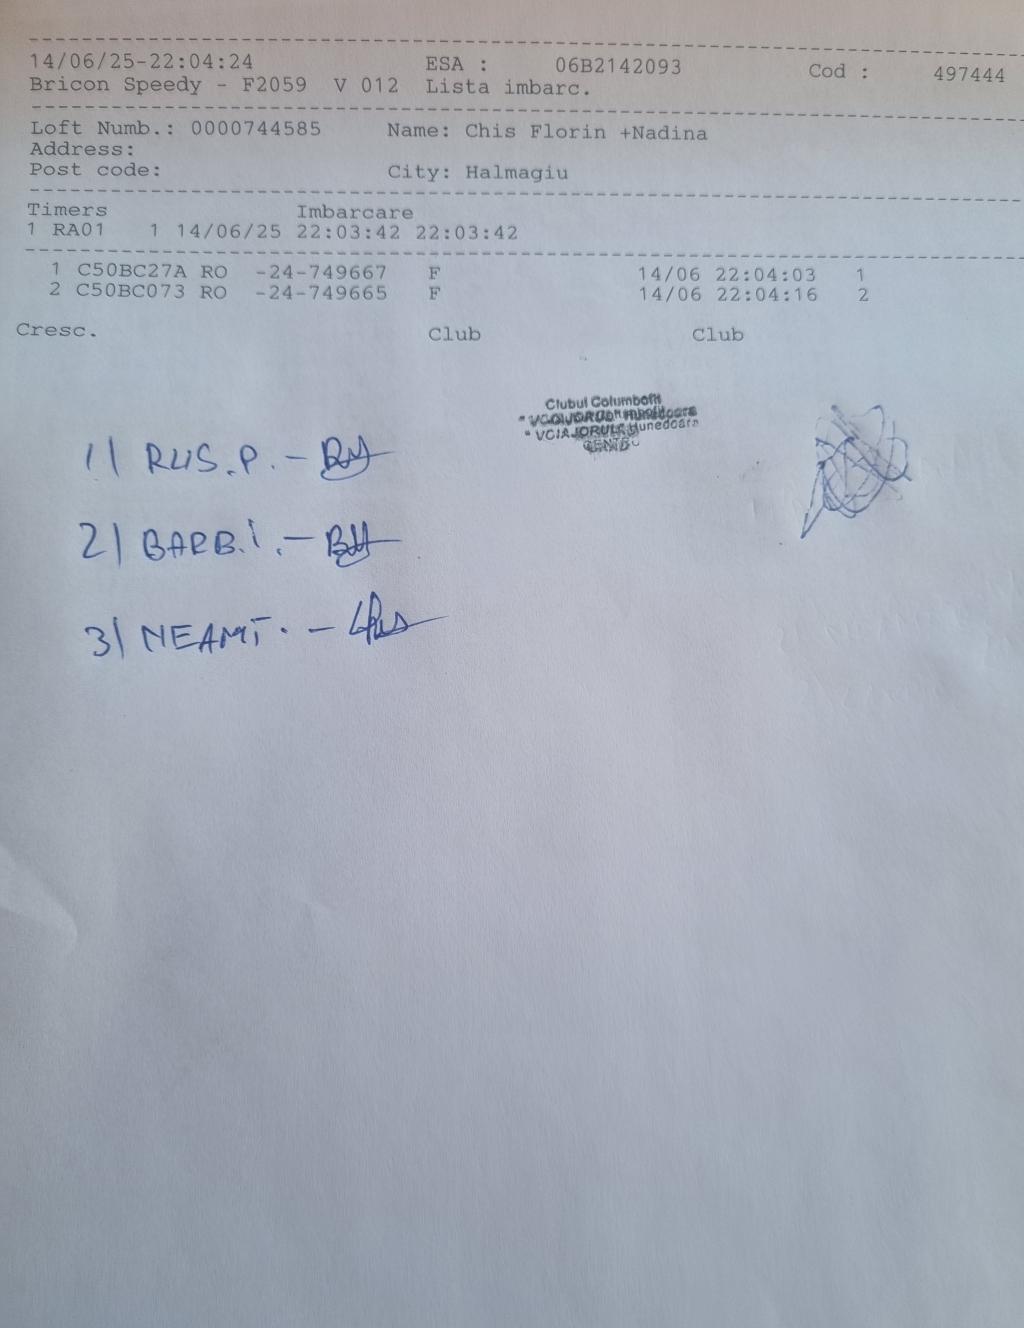 14/06/25-22:04:24 ESA : 06B2142093 Cod : 497444
Bricon Speedy - F2059 V 012 Lista imbarc.
Loft Numb.: 0000744585 Name: Chis Florin +Nadina
Address:
Post code: City: Halmagiu
Timers Imbarcare
1 RA01 1 14/06/25 22:03:42 22:03:42
1 C50BC27A RO -24-749667 F 14/06 22:04:03 1
2 C50BC073 RO -24-749665 F 14/06 22:04:16 2
Cresc. Club Club
Clubul Columbofil
Hunedoara
1) RUS.P. -
2) BARB.I. -
3) NEAMT. -